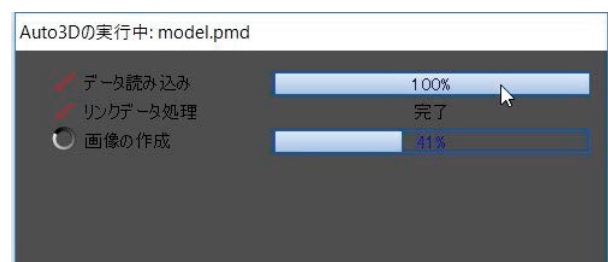 Auto3Dの実行中: model.pmd
データ読み込み 100%
リンクデータ処理 完了
画像の作成 41%